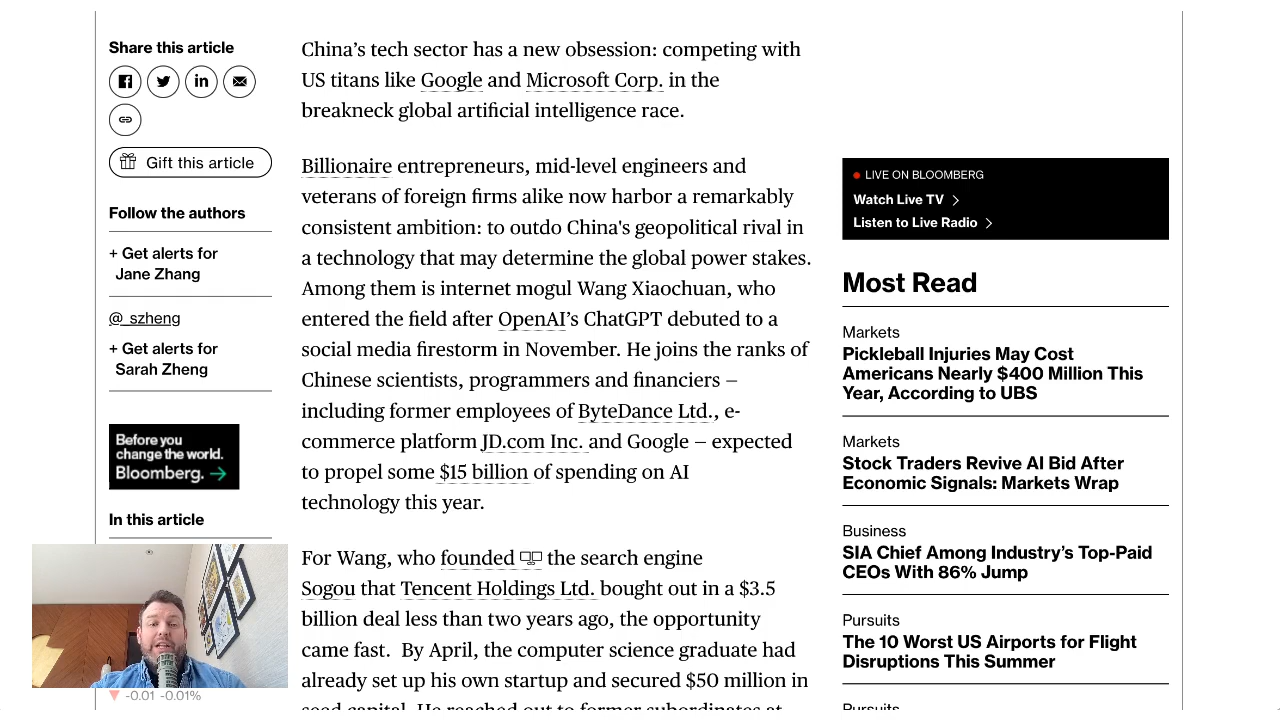 Share this article
Gift this article
Follow the authors
+ Get alerts for
Jane Zhang
@_szheng
+ Get alerts for
Sarah Zheng
Before you
change the world.
Bloomberg.
In this article
-0.01 -0.01%
China’s tech sector has a new obsession: competing with
US titans like Google and Microsoft Corp. in the
breakneck global artificial intelligence race.
Billionaire entrepreneurs, mid-level engineers and
veterans of foreign firms alike now harbor a remarkably
consistent ambition: to outdo China's geopolitical rival in
a technology that may determine the global power stakes.
Among them is internet mogul Wang Xiaochuan, who
entered the field after OpenAI’s ChatGPT debuted to a
social media firestorm in November. He joins the ranks of
Chinese scientists, programmers and financiers —
including former employees of ByteDance Ltd., e-
commerce platform JD.com Inc. and Google — expected
to propel some $15 billion of spending on AI
technology this year.
For Wang, who founded the search engine
Sogou that Tencent Holdings Ltd. bought out in a $3.5
billion deal less than two years ago, the opportunity
came fast. By April, the computer science graduate had
already set up his own startup and secured $50 million in
seed capital. He reached out to former subordinates at
LIVE ON BLOOMBERG
Watch Live TV
Listen to Live Radio
Most Read
Markets
Pickleball Injuries May Cost
Americans Nearly $400 Million This
Year, According to UBS
Markets
Stock Traders Revive AI Bid After
Economic Signals: Markets Wrap
Business
SIA Chief Among Industry’s Top-Paid
CEOs With 86% Jump
Pursuits
The 10 Worst US Airports for Flight
Disruptions This Summer
Pursuits